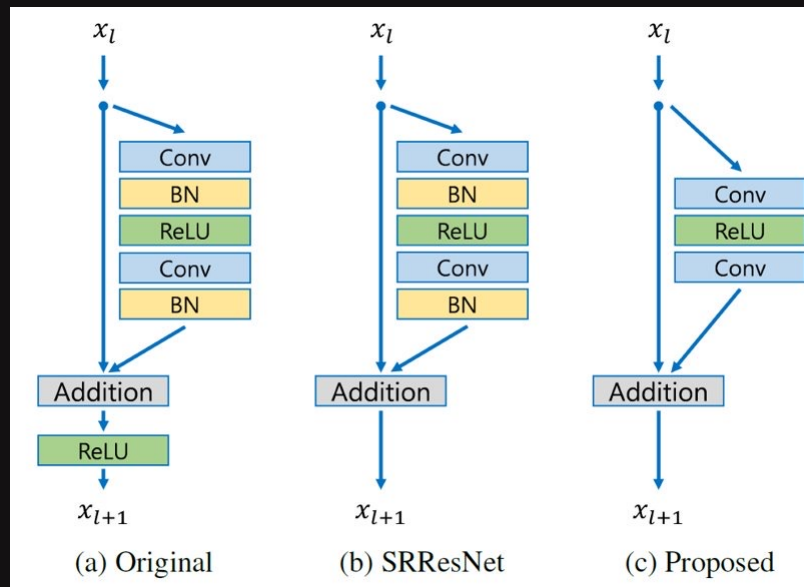 x_l x_l x_l
Conv Conv
BN BN Conv
ReLU ReLU ReLU
Conv Conv Conv
BN BN
Addition Addition Addition
ReLU
x_{l+1} x_{l+1} x_{l+1}
(a) Original (b) SRResNet (c) Proposed